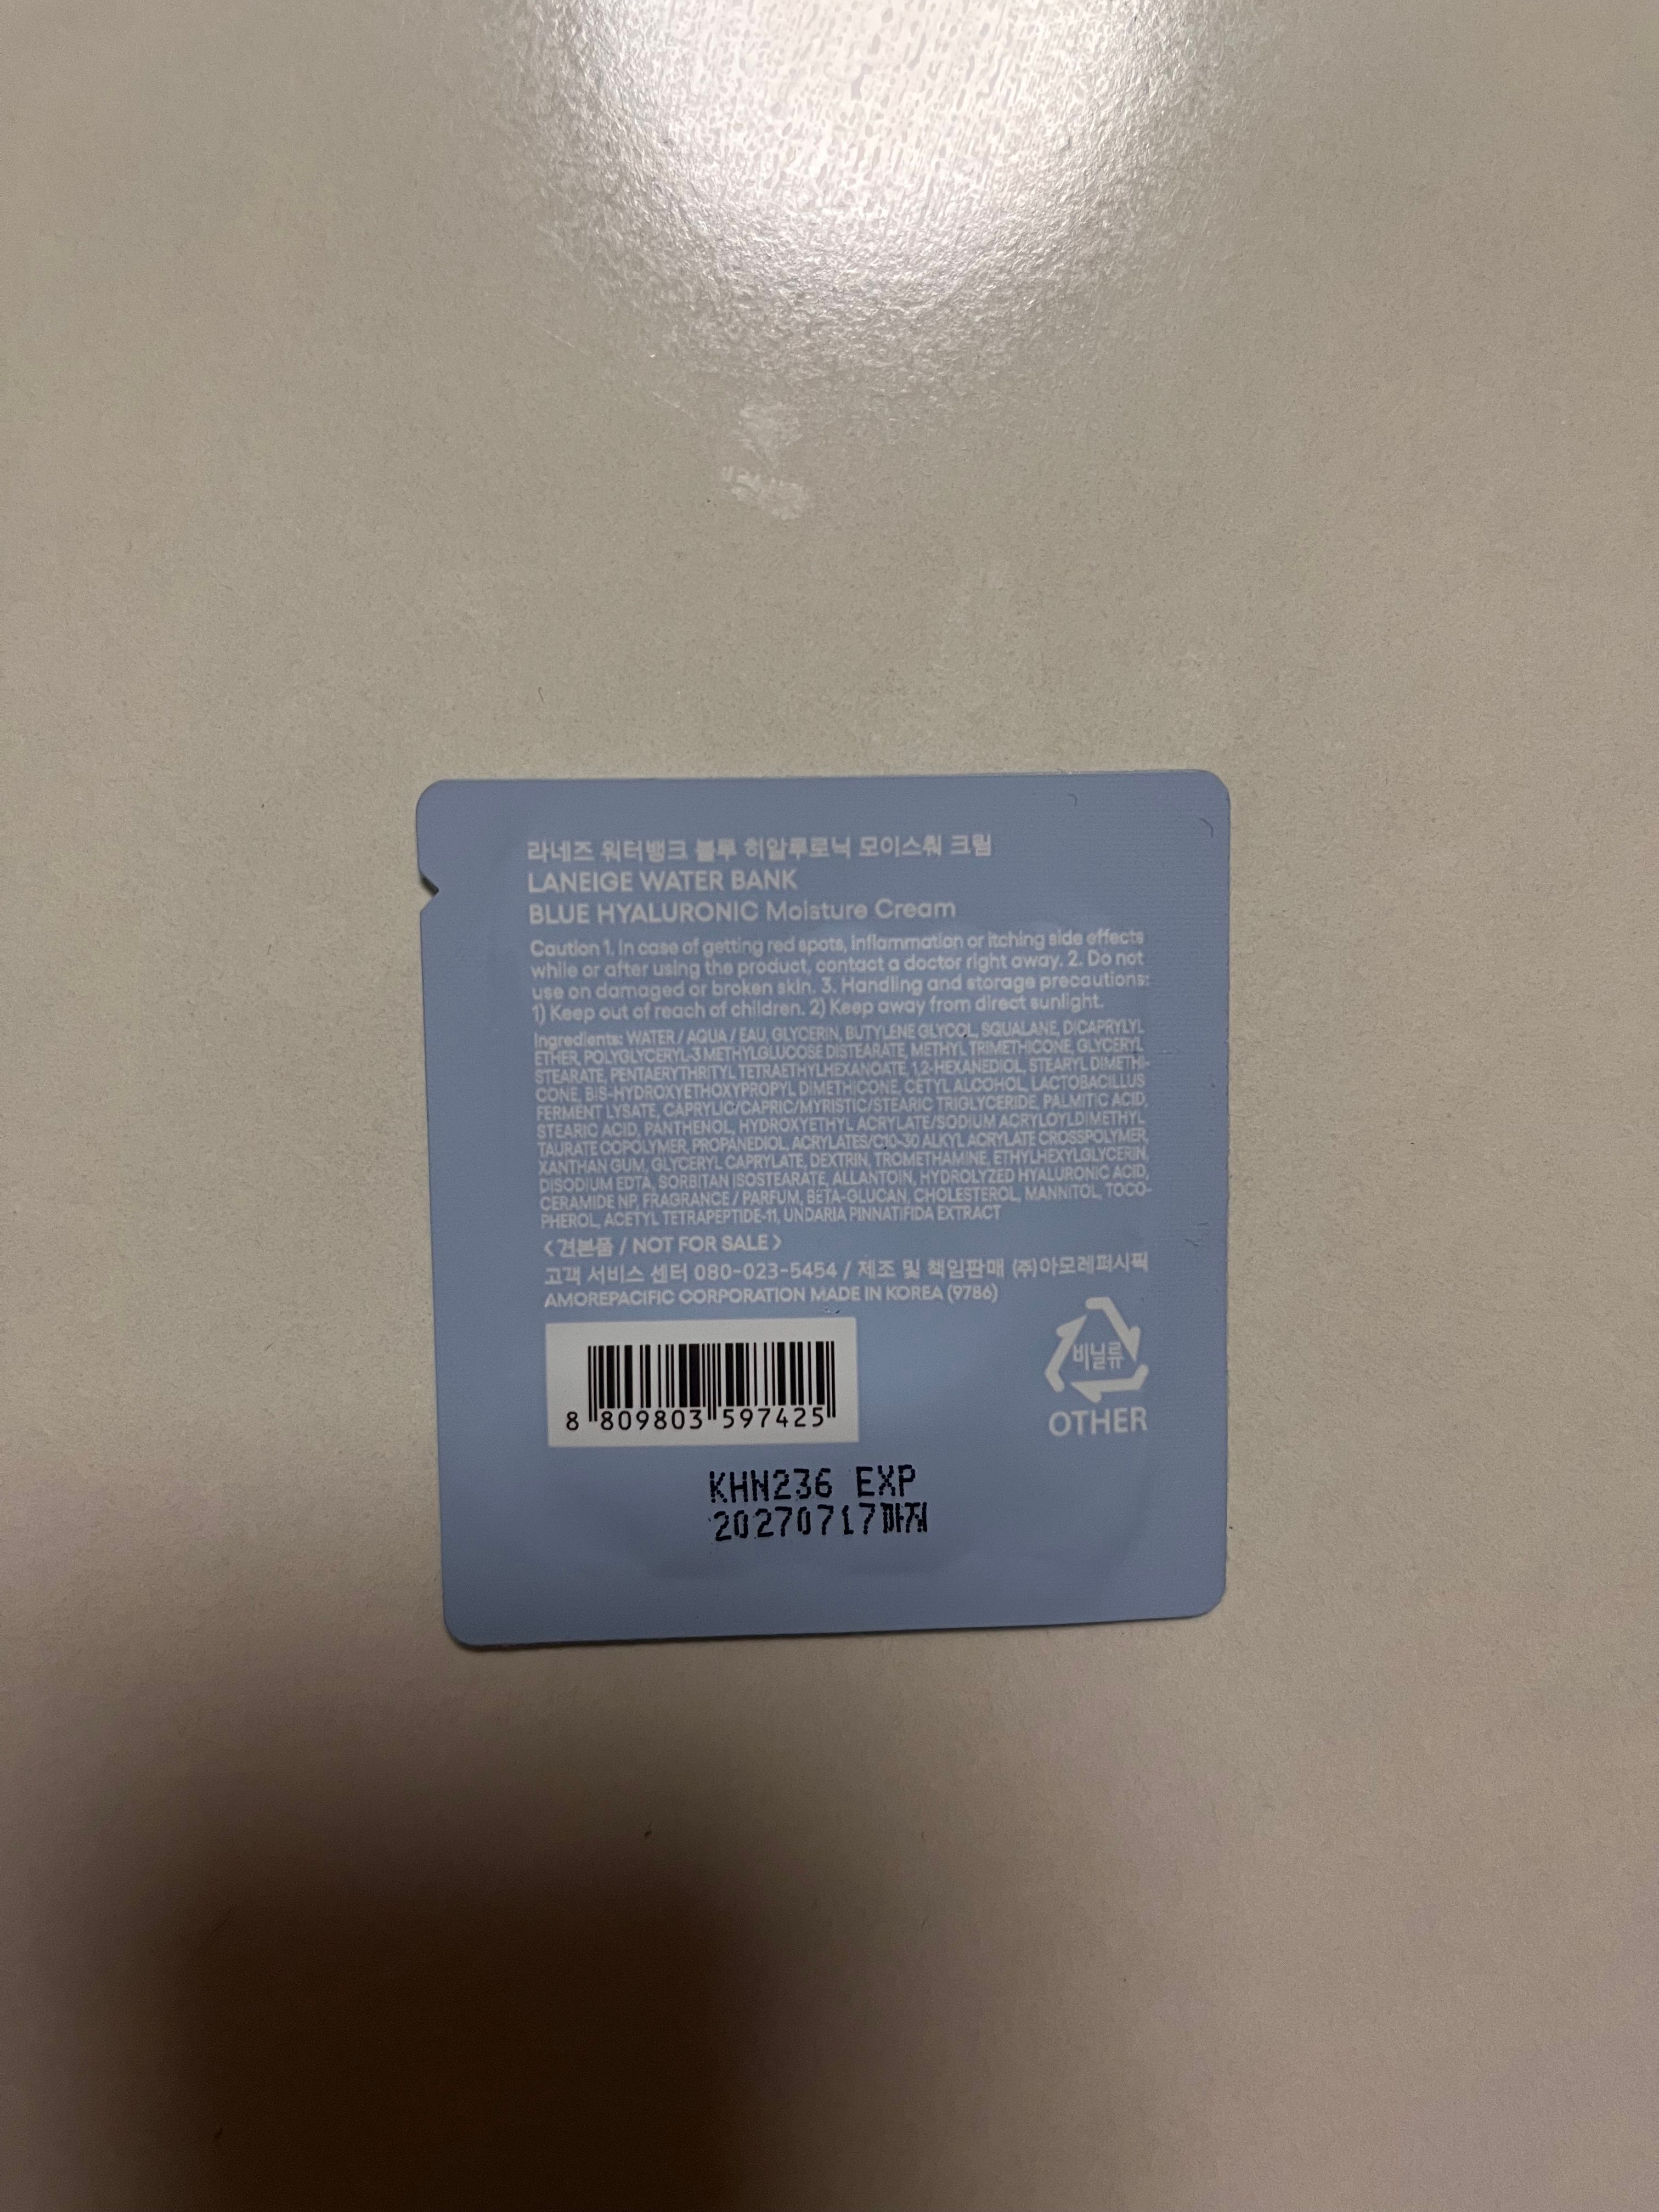 라네즈 워터뱅크 블루 히알루로닉 모이스춰 크림
LANEIGE WATER BANK
BLUE HYALURONIC Moisture Cream
Caution 1. In case of getting red spots, inflammation or itching side effects
while or after using the product, contact a doctor right away. 2. Do not
use on damaged or broken skin. 3. Handling and storage precautions:
1) Keep out of reach of children. 2) Keep away from direct sunlight.
Ingredients: WATER / AQUA / EAU, GLYCERIN, BUTYLENE GLYCOL, SQUALANE, DICAPRYLYL
ETHER, POLYGLYCERYL-3 METHYLGLUCOSE DISTEARATE, METHYL TRIMETHICONE, GLYCERYL
STEARATE, PENTAERYTHRITYL TETRAETHYLHEXANOATE, 1,2-HEXANEDIOL, STEARYL DIMETHI-
CONE, BIS-HYDROXYETHOXYPROPYL DIMETHICONE, CETYL ALCOHOL, LACTOBACILLUS
FERMENT LYSATE, CAPRYLIC/CAPRIC/MYRISTIC/STEARIC TRIGLYCERIDE, PALMITIC ACID,
STEARIC ACID, PANTHENOL, HYDROXYETHYL ACRYLATE/SODIUM ACRYLOYLDIMETHYL
TAURATE COPOLYMER, PROPANEDIOL, ACRYLATES/C10-30 ALKYL ACRYLATE CROSSPOLYMER,
XANTHAN GUM, GLYCERYL CAPRYLATE, DEXTRIN, TROMETHAMINE, ETHYLHEXYLGLYCERIN,
DISODIUM EDTA, SORBITAN ISOSTEARATE, ALLANTOIN, HYDROLYZED HYALURONIC ACID,
CERAMIDE NP, FRAGRANCE / PARFUM, BETA-GLUCAN, CHOLESTEROL, MANNITOL, TOCO-
PHEROL, ACETYL TETRAPEPTIDE-11, UNDARIA PINNATIFIDA EXTRACT
<견본품 / NOT FOR SALE>
고객 서비스 센터 080-023-5454 / 제조 및 책임판매 (주)아모레퍼시픽
AMOREPACIFIC CORPORATION MADE IN KOREA (9786)
비닐류
OTHER
8 809803 597425
KHN236 EXP
20270717까지